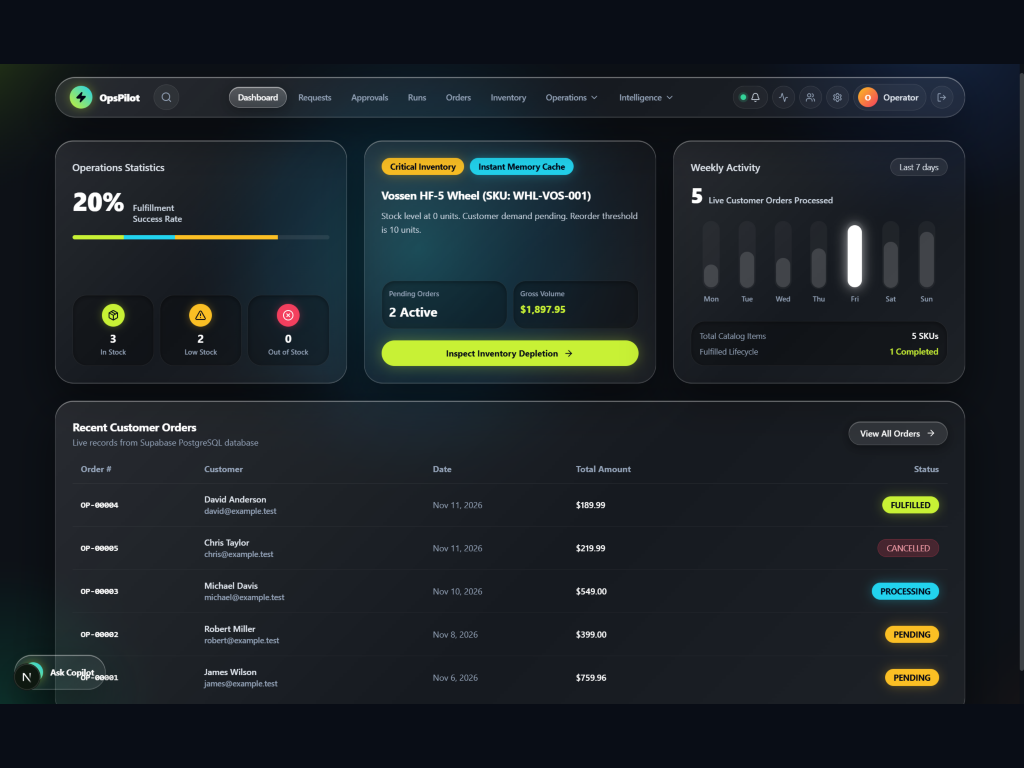 OpsPilot
Dashboard
Requests
Approvals
Runs
Orders
Inventory
Operations
Intelligence
O
Operator
Operations Statistics
20% Fulfillment
Success Rate
3
In Stock
2
Low Stock
0
Out of Stock
Critical Inventory
Instant Memory Cache
Vossen HF-5 Wheel (SKU: WHL-VOS-001)
Stock level at 0 units. Customer demand pending. Reorder threshold
is 10 units.
Pending Orders
2 Active
Gross Volume
$1,897.95
Inspect Inventory Depletion →
Weekly Activity
Last 7 days
5 Live Customer Orders Processed
Mon Tue Wed Thu Fri Sat Sun
Total Catalog Items 5 SKUs
Fulfilled Lifecycle 1 Completed
Recent Customer Orders
Live records from Supabase PostgreSQL database
View All Orders →
Order # Customer Date Total Amount Status
OP-00004 David Anderson Nov 11, 2026 $189.99 FULFILLED
david@example.test
OP-00005 Chris Taylor Nov 11, 2026 $219.99 CANCELLED
chris@example.test
OP-00003 Michael Davis Nov 10, 2026 $549.00 PROCESSING
michael@example.test
OP-00002 Robert Miller Nov 8, 2026 $399.00 PENDING
robert@example.test
OP-00001 James Wilson Nov 6, 2026 $759.96 PENDING
james@example.test
N
Ask Copilot